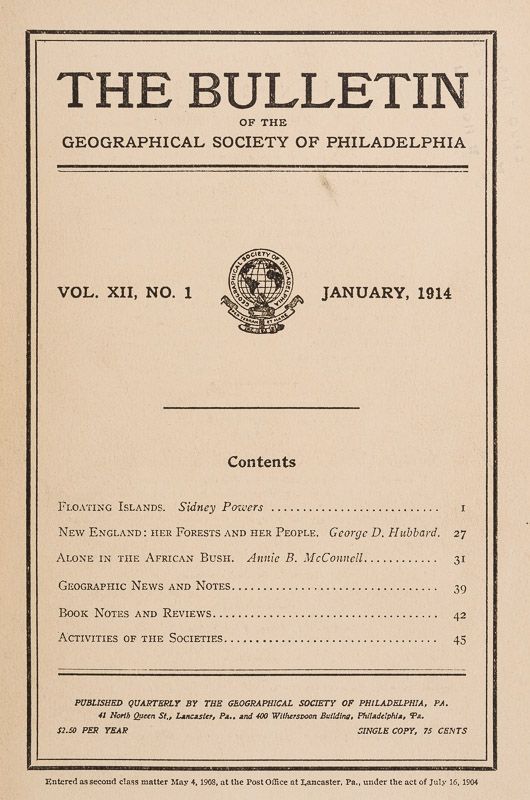 THE BULLETIN
OF THE
GEOGRAPHICAL SOCIETY OF PHILADELPHIA
VOL. XII, NO. 1
GEOGRAPHICAL SOCIETY OF PHILADELPHIA
JANUARY, 1914
Contents
FLOATING ISLANDS. Sidney Powers ........................... 1
NEW ENGLAND: HER FORESTS AND HER PEOPLE. George D. Hubbard. 27
ALONE IN THE AFRICAN BUSH. Annie B. McConnell............ 31
GEOGRAPHIC NEWS AND NOTES................................. 39
BOOK NOTES AND REVIEWS.................................... 42
ACTIVITIES OF THE SOCIETIES.................................. 45
PUBLISHED QUARTERLY BY THE GEOGRAPHICAL SOCIETY OF PHILADELPHIA, PA.
41 North Queen St., Lancaster, Pa., and 400 Witherspoon Building, Philadelphia, Pa.
$2.50 PER YEAR SINGLE COPY, 75 CENTS
Entered as second class matter May 4, 1908, at the Post Office at Lancaster, Pa., under the act of July 16, 1904